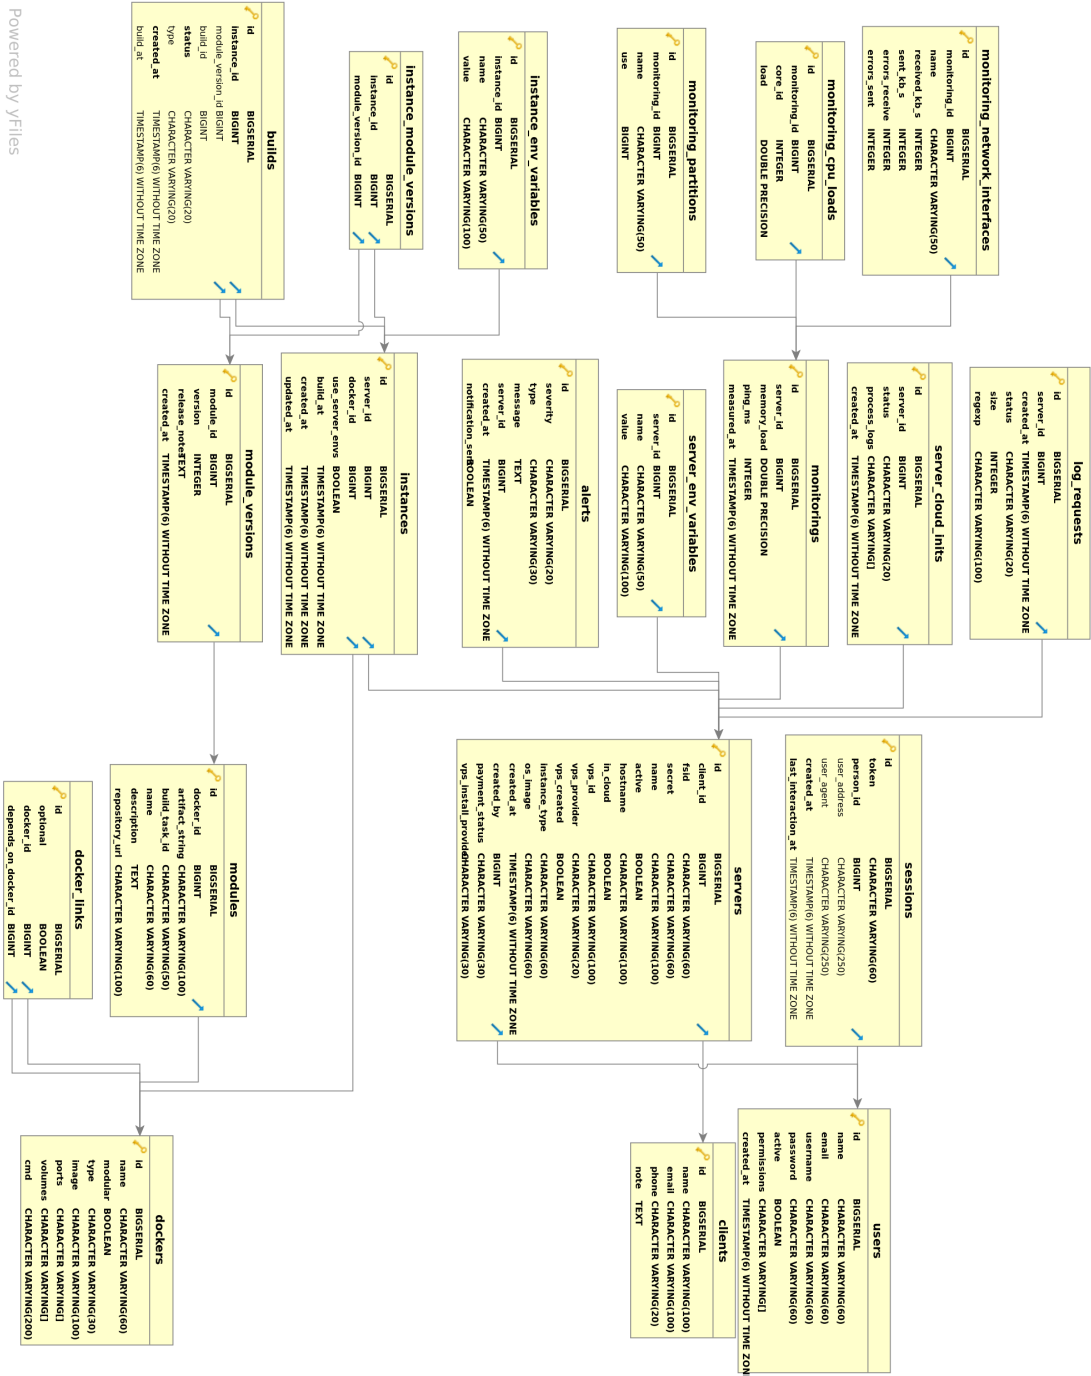 monitoring_network_interfaces
id BIGSERIAL
monitoring_id BIGINT
name CHARACTER VARYING(50)
received_kb_s INTEGER
sent_kb_s INTEGER
errors_receive INTEGER
errors_sent INTEGER
monitoring_cpu_loads
id BIGSERIAL
monitoring_id BIGINT
core_id INTEGER
load DOUBLE PRECISION
monitoring_partitions
id BIGSERIAL
monitoring_id BIGINT
name CHARACTER VARYING(50)
use BIGINT
instance_env_variables
id BIGSERIAL
instance_id BIGINT
name CHARACTER VARYING(50)
value CHARACTER VARYING(100)
instance_module_versions
id BIGSERIAL
instance_id BIGINT
module_version_id BIGINT
builds
id BIGSERIAL
instance_id BIGINT
module_version_id BIGINT
build_id BIGINT
status CHARACTER VARYING(20)
type CHARACTER VARYING(20)
created_at TIMESTAMP(6) WITHOUT TIME ZONE
build_at TIMESTAMP(6) WITHOUT TIME ZONE
log_requests
id BIGSERIAL
server_id BIGINT
created_at TIMESTAMP(6) WITHOUT TIME ZONE
status CHARACTER VARYING(20)
size INTEGER
regexp CHARACTER VARYING(100)
server_cloud_inits
id BIGSERIAL
server_id BIGINT
status CHARACTER VARYING(20)
process_logs CHARACTER VARYING[]
created_at TIMESTAMP(6) WITHOUT TIME ZONE
monitorings
id BIGSERIAL
server_id BIGINT
memory_load DOUBLE PRECISION
ping_ms INTEGER
measured_at TIMESTAMP(6) WITHOUT TIME ZONE
server_env_variables
id BIGSERIAL
server_id BIGINT
name CHARACTER VARYING(50)
value CHARACTER VARYING(100)
alerts
id BIGSERIAL
severity CHARACTER VARYING(20)
type CHARACTER VARYING(30)
message TEXT
server_id BIGINT
created_at TIMESTAMP(6) WITHOUT TIME ZONE
notification_sent BOOLEAN
instances
id BIGSERIAL
server_id BIGINT
docker_id BIGINT
use_server_envs BOOLEAN
build_at TIMESTAMP(6) WITHOUT TIME ZONE
created_at TIMESTAMP(6) WITHOUT TIME ZONE
updated_at TIMESTAMP(6) WITHOUT TIME ZONE
module_versions
id BIGSERIAL
module_id BIGINT
version INTEGER
release_notes TEXT
created_at TIMESTAMP(6) WITHOUT TIME ZONE
sessions
id BIGSERIAL
token CHARACTER VARYING(60)
person_id BIGINT
user_address CHARACTER VARYING(250)
user_agent CHARACTER VARYING(250)
created_at TIMESTAMP(6) WITHOUT TIME ZONE
last_interaction_at TIMESTAMP(6) WITHOUT TIME ZONE
servers
id BIGSERIAL
client_id BIGINT
fsid CHARACTER VARYING(60)
secret CHARACTER VARYING(60)
name CHARACTER VARYING(100)
active BOOLEAN
hostname CHARACTER VARYING(100)
in_cloud BOOLEAN
vps_id CHARACTER VARYING(100)
vps_provider CHARACTER VARYING(20)
vps_created BOOLEAN
instance_type CHARACTER VARYING(60)
os_image CHARACTER VARYING(60)
created_at TIMESTAMP(6) WITHOUT TIME ZONE
created_by BIGINT
payment_status CHARACTER VARYING(30)
vps_install_provider CHARACTER VARYING(30)
modules
id BIGSERIAL
docker_id BIGINT
artifact_string CHARACTER VARYING(100)
build_task_id CHARACTER VARYING(50)
name CHARACTER VARYING(60)
description TEXT
repository_url CHARACTER VARYING(100)
docker_links
id BIGSERIAL
optional BOOLEAN
docker_id BIGINT
depends_on_docker_id BIGINT
users
id BIGSERIAL
name CHARACTER VARYING(60)
email CHARACTER VARYING(60)
username CHARACTER VARYING(60)
password CHARACTER VARYING(60)
active BOOLEAN
permissions CHARACTER VARYING[]
created_at TIMESTAMP(6) WITHOUT TIME ZON
clients
id BIGSERIAL
name CHARACTER VARYING(100)
email CHARACTER VARYING(100)
phone CHARACTER VARYING(20)
note TEXT
dockers
id BIGSERIAL
name CHARACTER VARYING(60)
modular BOOLEAN
type CHARACTER VARYING(30)
image CHARACTER VARYING(100)
ports CHARACTER VARYING[]
volumes CHARACTER VARYING[]
cmd CHARACTER VARYING(200)
Powered by yFiles